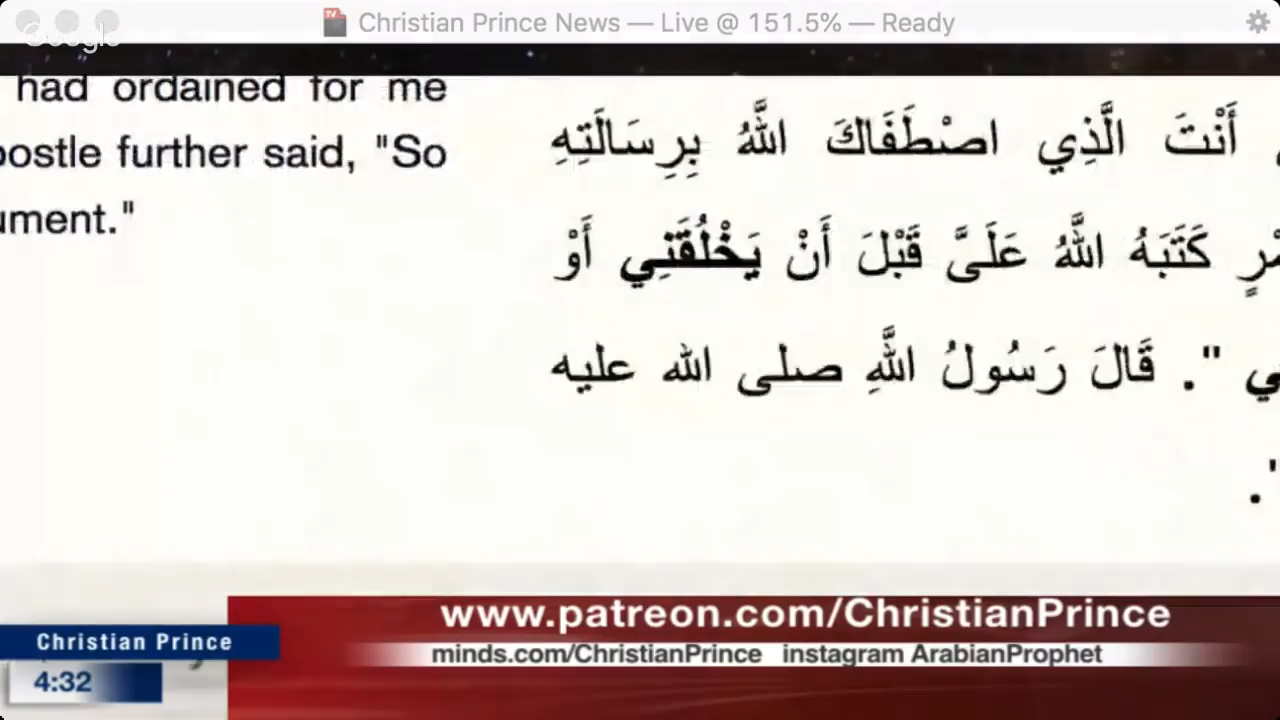 Christian Prince News — Live @ 151.5% — Ready
Google
had ordained for me
postle further said, "So
ument."
أَنْتَ الَّذِي اصْطَفَاكَ اللَّهُ بِرِسَالَتِهِ
مْرٍ كَتَبَهُ اللَّهُ عَلَىَّ قَبْلَ أَنْ يَخْلُقَنِي أَوْ
ي ". قَالَ رَسُولُ اللَّهِ صلى الله عليه
".
www.patreon.com/ChristianPrince
minds.com/ChristianPrince instagram ArabianProphet
Christian Prince
4:32